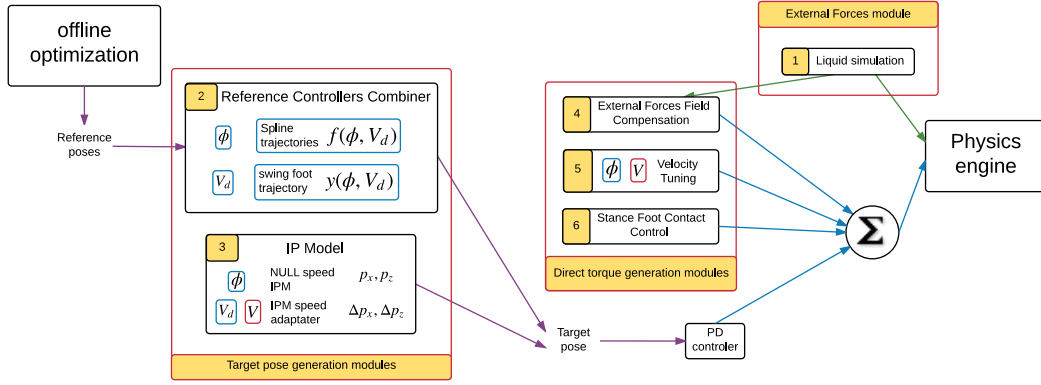 offline
optimization
Reference
poses
2
Reference Controllers Combiner
ϕ
Spline
trajectories
f(ϕ, V_d)
V_d
swing foot
trajectory
y(ϕ, V_d)
3
IP Model
ϕ
NULL speed
IPM
p_x, p_z
V_d V
IPM speed
adaptater
Δp_x, Δp_z
Target pose generation modules
External Forces module
1
Liquid simulation
4
External Forces Field
Compensation
5
ϕ V
Velocity
Tuning
6
Stance Foot Contact
Control
Direct torque generation modules
Target
pose
PD
controler
Σ
Physics
engine